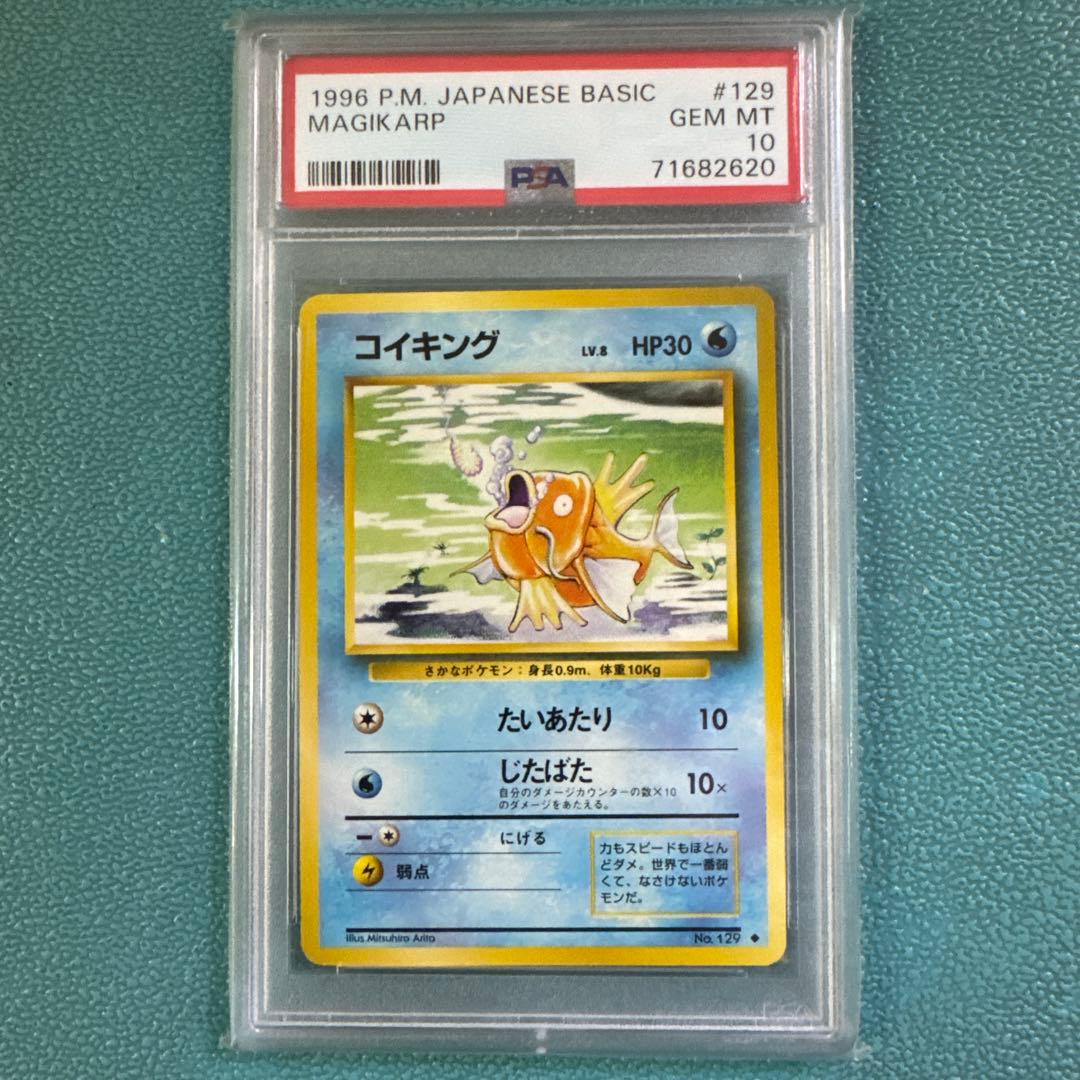 1996 P.M. JAPANESE BASIC #129
MAGIKARP GEM MT
10
PSA 71682620
コイキング LV.8 HP30
さかなポケモン：身長0.9m、体重10Kg
たいあたり 10
じたばた 10×
自分のダメージカウンターの数×10
のダメージをあたえる。
にげる
弱点
力もスピードもほとん
どダメ。世界で一番弱
くて、なさけないポケ
モンだ。
Illus. Mitsuhiro Arita No. 129 ◆